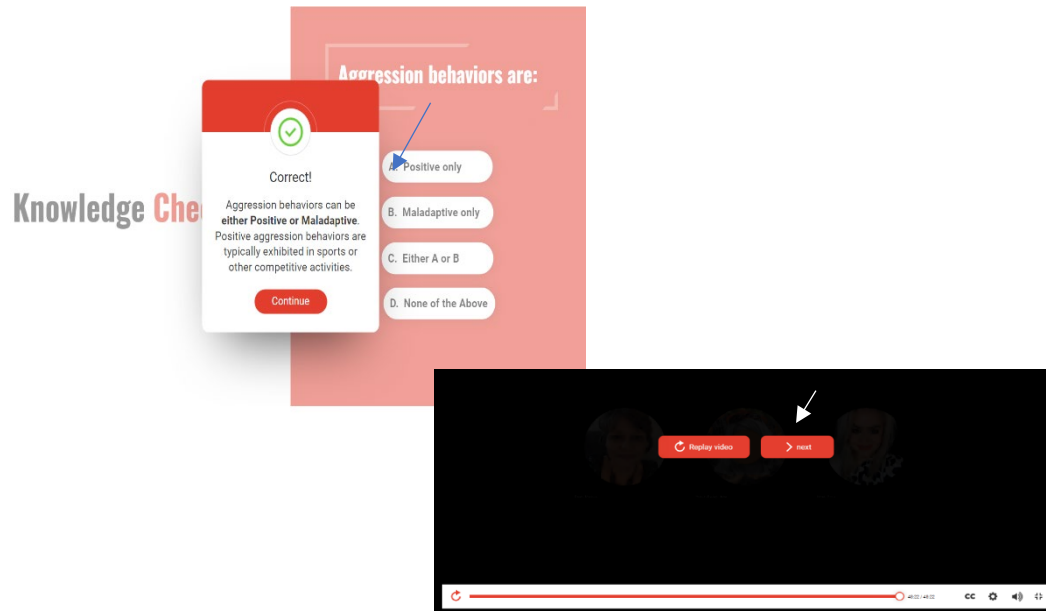 Aggression behaviors are:
Knowledge Che
Correct!
Aggression behaviors can be
either Positive or Maladaptive.
Positive aggression behaviors are
typically exhibited in sports or
other competitive activities.
Continue
A. Positive only
B. Maladaptive only
C. Either A or B
D. None of the Above
Replay video
next
CC